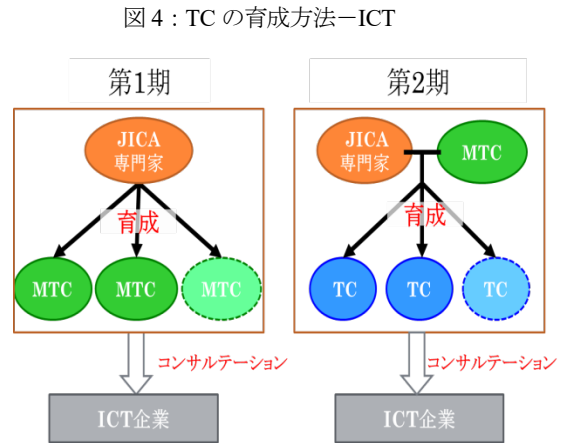 図 4：TC の育成方法－ICT
第1期
第2期
JICA
専門家
育成
MTC
MTC
MTC
コンサルテーション
ICT企業
JICA
専門家
MTC
育成
TC
TC
TC
コンサルテーション
ICT企業